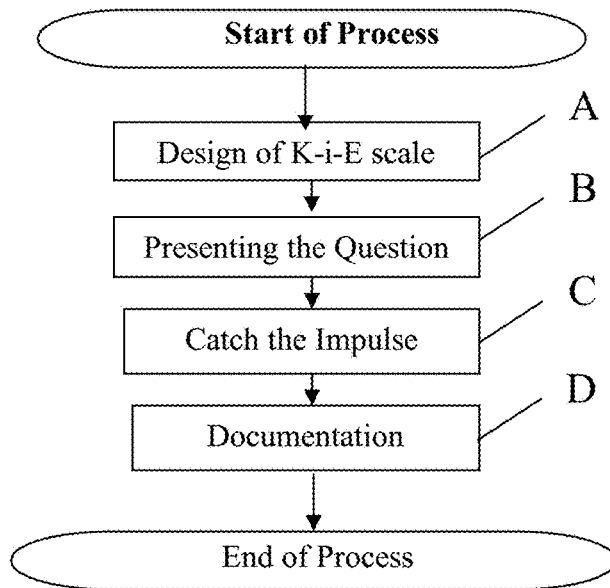 Start of Process
A
Design of K-i-E scale
B
Presenting the Question
C
Catch the Impulse
D
Documentation
End of Process